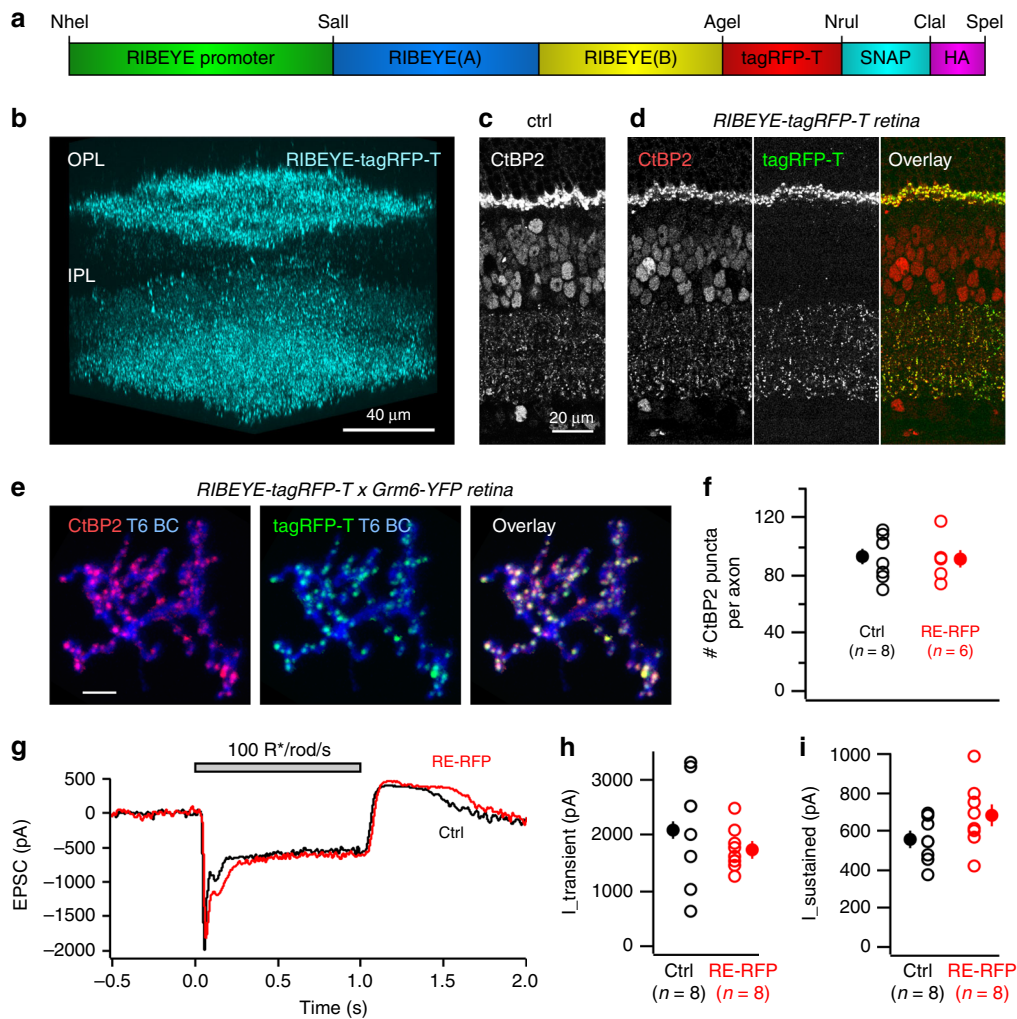 a
NheI SalI AgeI NruI ClaI SpeI
RIBEYE promoter RIBEYE(A) RIBEYE(B) tagRFP-T SNAP HA
b
OPL RIBEYE-tagRFP-T
IPL
40 μm
c ctrl
CtBP2
20 μm
d RIBEYE-tagRFP-T retina
CtBP2 tagRFP-T Overlay
e RIBEYE-tagRFP-T x Grm6-YFP retina
CtBP2 T6 BC tagRFP-T T6 BC Overlay
f
# CtBP2 puncta
per axon
120
80
40
0
Ctrl RE-RFP
(n = 8) (n = 6)
g
100 R*/rod/s
RE-RFP
Ctrl
EPSC (pA)
500
0
−500
−1000
−1500
−2000
−0.5 0.0 0.5 1.0 1.5 2.0
Time (s)
h
I_transient (pA)
3000
2000
1000
0
Ctrl RE-RFP
(n = 8) (n = 8)
i
I_sustained (pA)
1000
800
600
400
200
0
Ctrl RE-RFP
(n = 8) (n = 8)